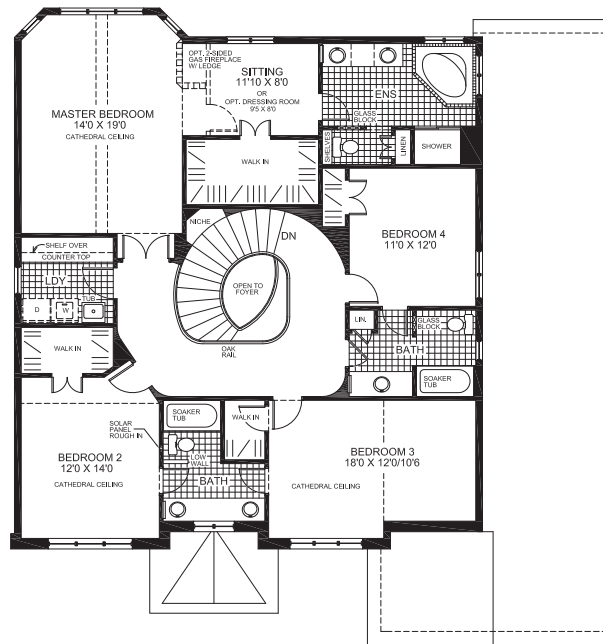 OPT. 2-SIDED
GAS FIREPLACE
W/ LEDGE
SITTING
11'10 X 8'0
OR
OPT. DRESSING ROOM
9'5 X 8'0
ENS
MASTER BEDROOM
14'0 X 19'0
CATHEDRAL CEILING
GLASS
BLOCK
SHELVES
LINEN
SHOWER
WALK IN
NICHE
DN
BEDROOM 4
11'0 X 12'0
SHELF OVER
COUNTER TOP
LDY
TUB
D
W
OPEN TO
FOYER
OAK
RAIL
LIN.
GLASS
BLOCK
BATH
SOAKER
TUB
WALK IN
SOLAR
PANEL
ROUGH IN
SOAKER
TUB
WALK IN
LOW
WALL
BATH
BEDROOM 2
12'0 X 14'0
CATHEDRAL CEILING
BEDROOM 3
18'0 X 12'0/10'6
CATHEDRAL CEILING